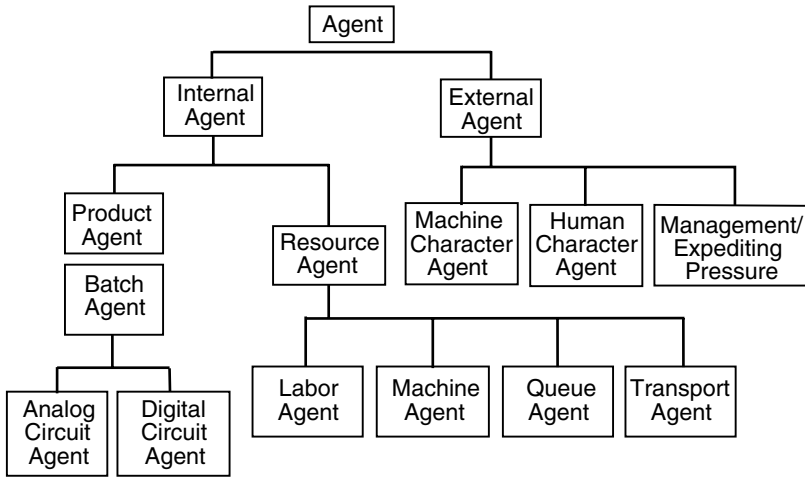 Agent
Internal
Agent
External
Agent
Product
Agent
Resource
Agent
Machine
Character
Agent
Human
Character
Agent
Management/
Expediting
Pressure
Batch
Agent
Labor
Agent
Machine
Agent
Queue
Agent
Transport
Agent
Analog
Circuit
Agent
Digital
Circuit
Agent